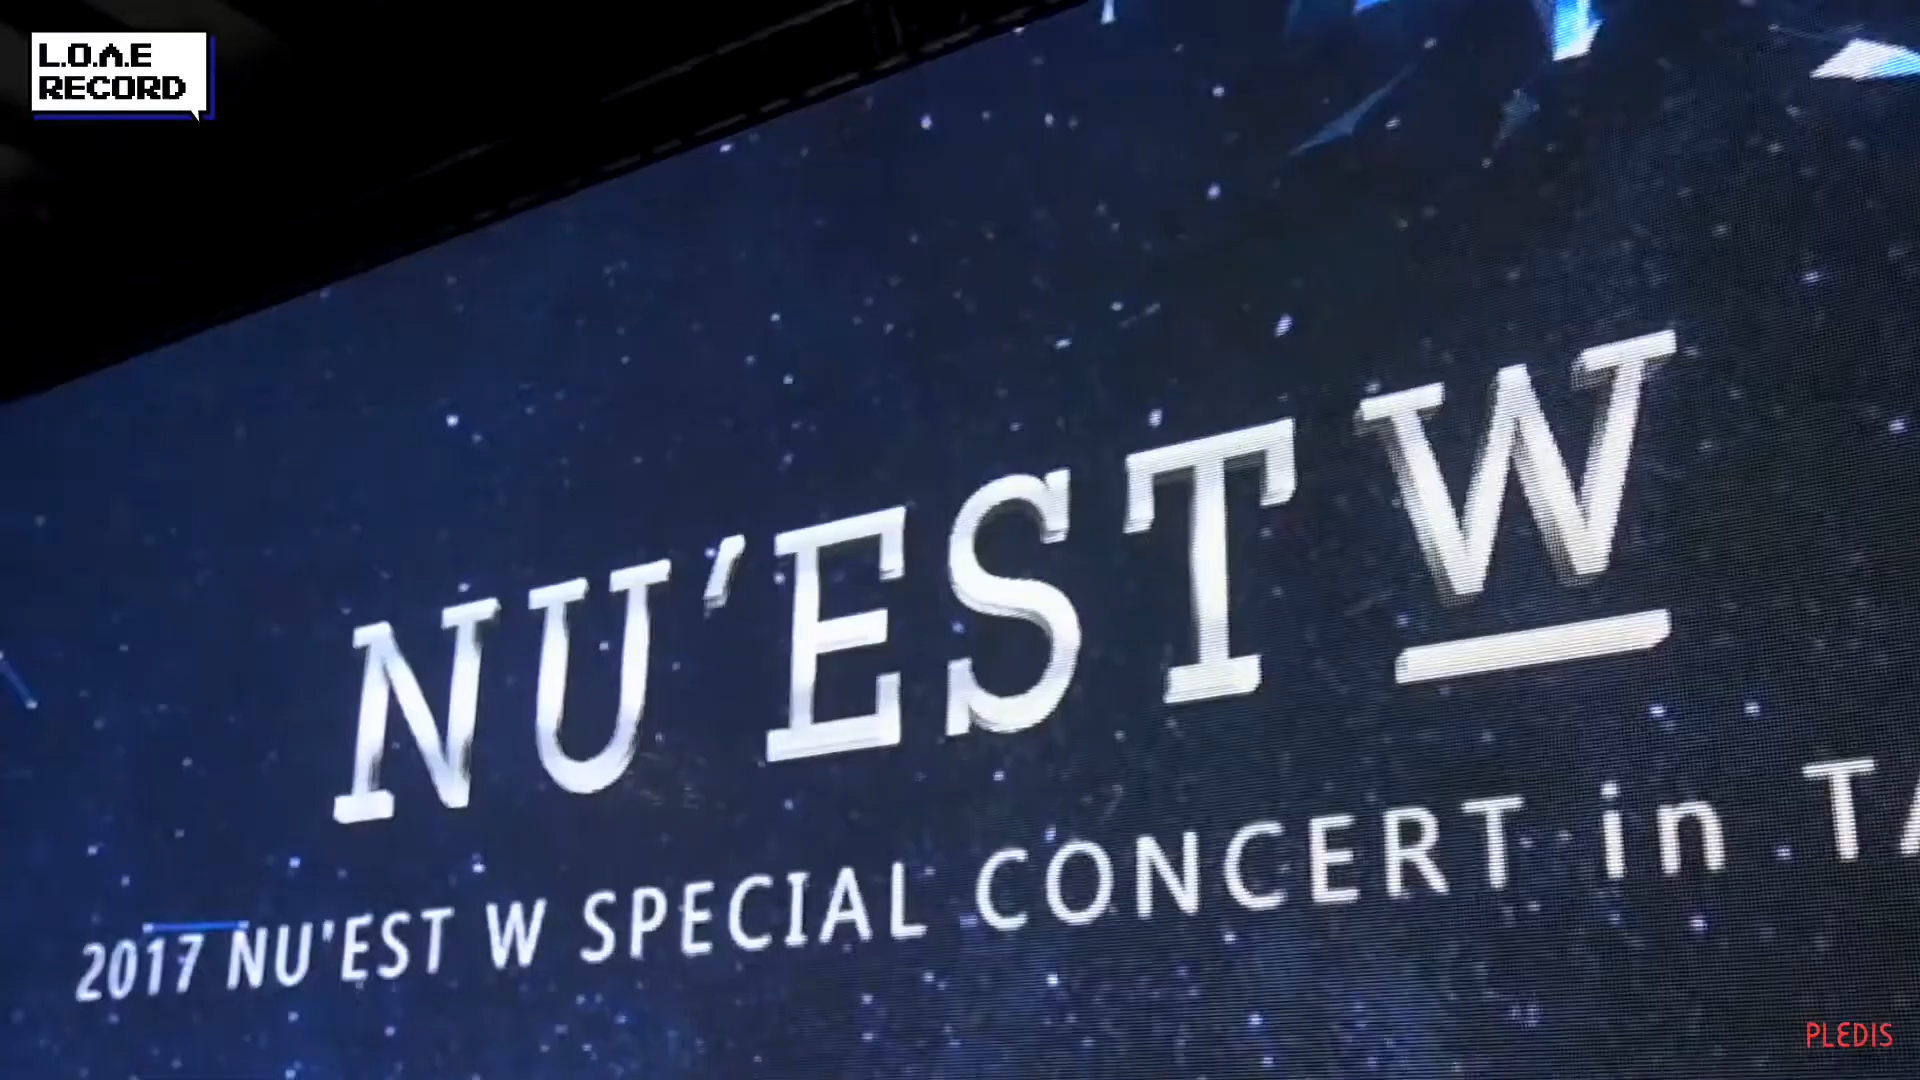 L.O.Λ.E
RECORD
NU'EST W
2017 NU'EST W SPECIAL CONCERT in
PLEDIS